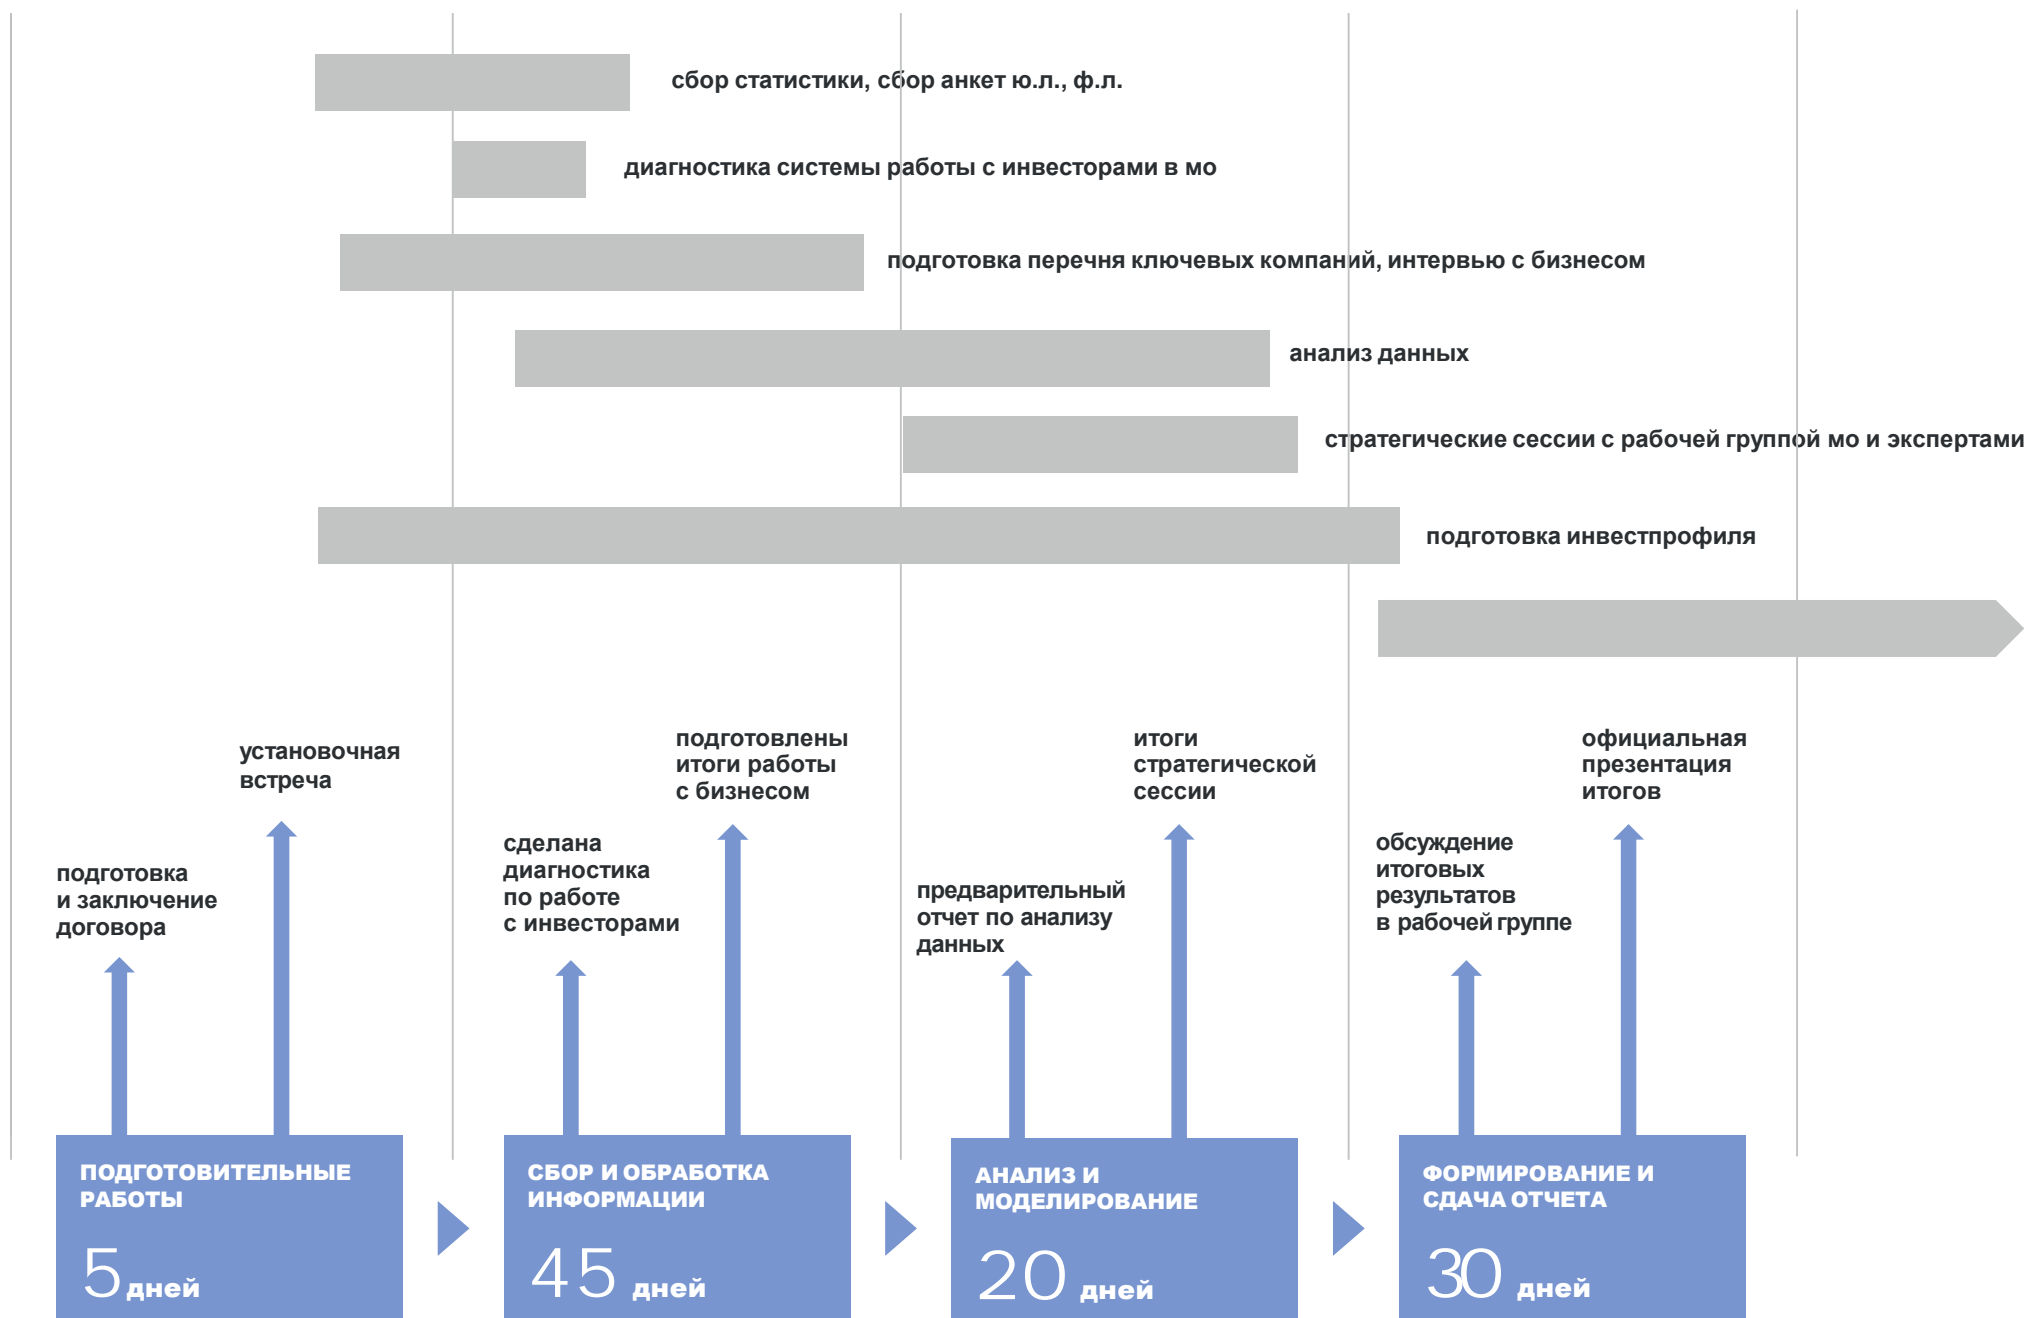 сбор статистики, сбор анкет ю.л., ф.л.
диагностика системы работы с инвесторами в мо
подготовка перечня ключевых компаний, интервью с бизнесом
анализ данных
стратегические сессии с рабочей группой мо и экспертами
подготовка инвестпрофиля
установочная
встреча
подготовка
и заключение
договора
подготовлены
итоги работы
с бизнесом
сделана
диагностика
по работе
с инвесторами
итоги
стратегической
сессии
предварительный
отчет по анализу
данных
официальная
презентация
итогов
обсуждение
итоговых
результатов
в рабочей группе
ПОДГОТОВИТЕЛЬНЫЕ
РАБОТЫ
5 дней
СБОР И ОБРАБОТКА
ИНФОРМАЦИИ
45 дней
АНАЛИЗ И
МОДЕЛИРОВАНИЕ
20 дней
ФОРМИРОВАНИЕ И
СДАЧА ОТЧЕТА
30 дней